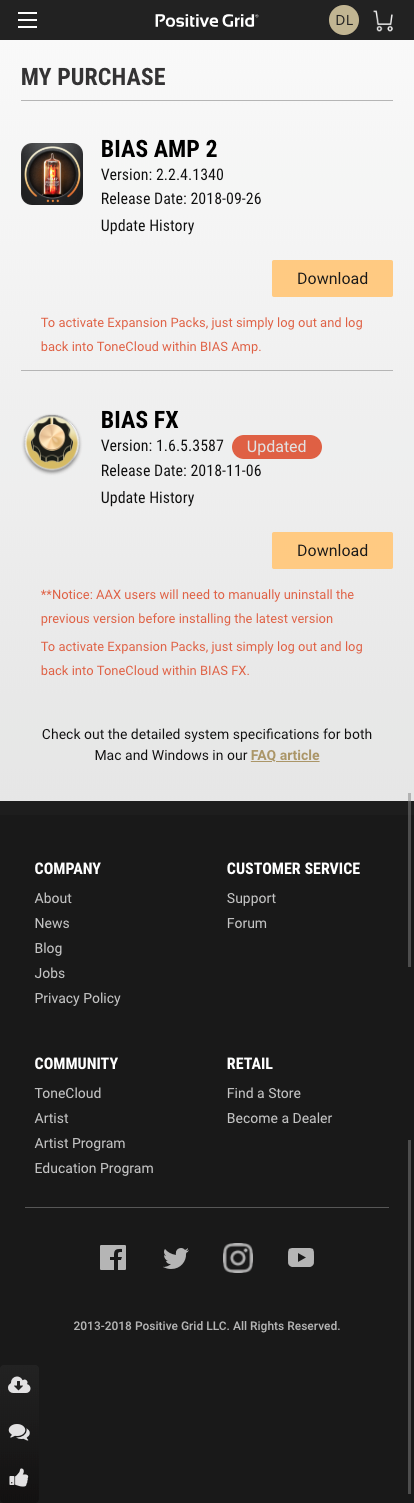 Positive Grid®
DL
MY PURCHASE
BIAS AMP 2
Version: 2.2.4.1340
Release Date: 2018-09-26
Update History
Download
To activate Expansion Packs, just simply log out and log
back into ToneCloud within BIAS Amp.
BIAS FX
Version: 1.6.5.3587 Updated
Release Date: 2018-11-06
Update History
Download
**Notice: AAX users will need to manually uninstall the
previous version before installing the latest version
To activate Expansion Packs, just simply log out and log
back into ToneCloud within BIAS FX.
Check out the detailed system specifications for both
Mac and Windows in our FAQ article
COMPANY
About
News
Blog
Jobs
Privacy Policy
CUSTOMER SERVICE
Support
Forum
COMMUNITY
ToneCloud
Artist
Artist Program
Education Program
RETAIL
Find a Store
Become a Dealer
2013-2018 Positive Grid LLC. All Rights Reserved.